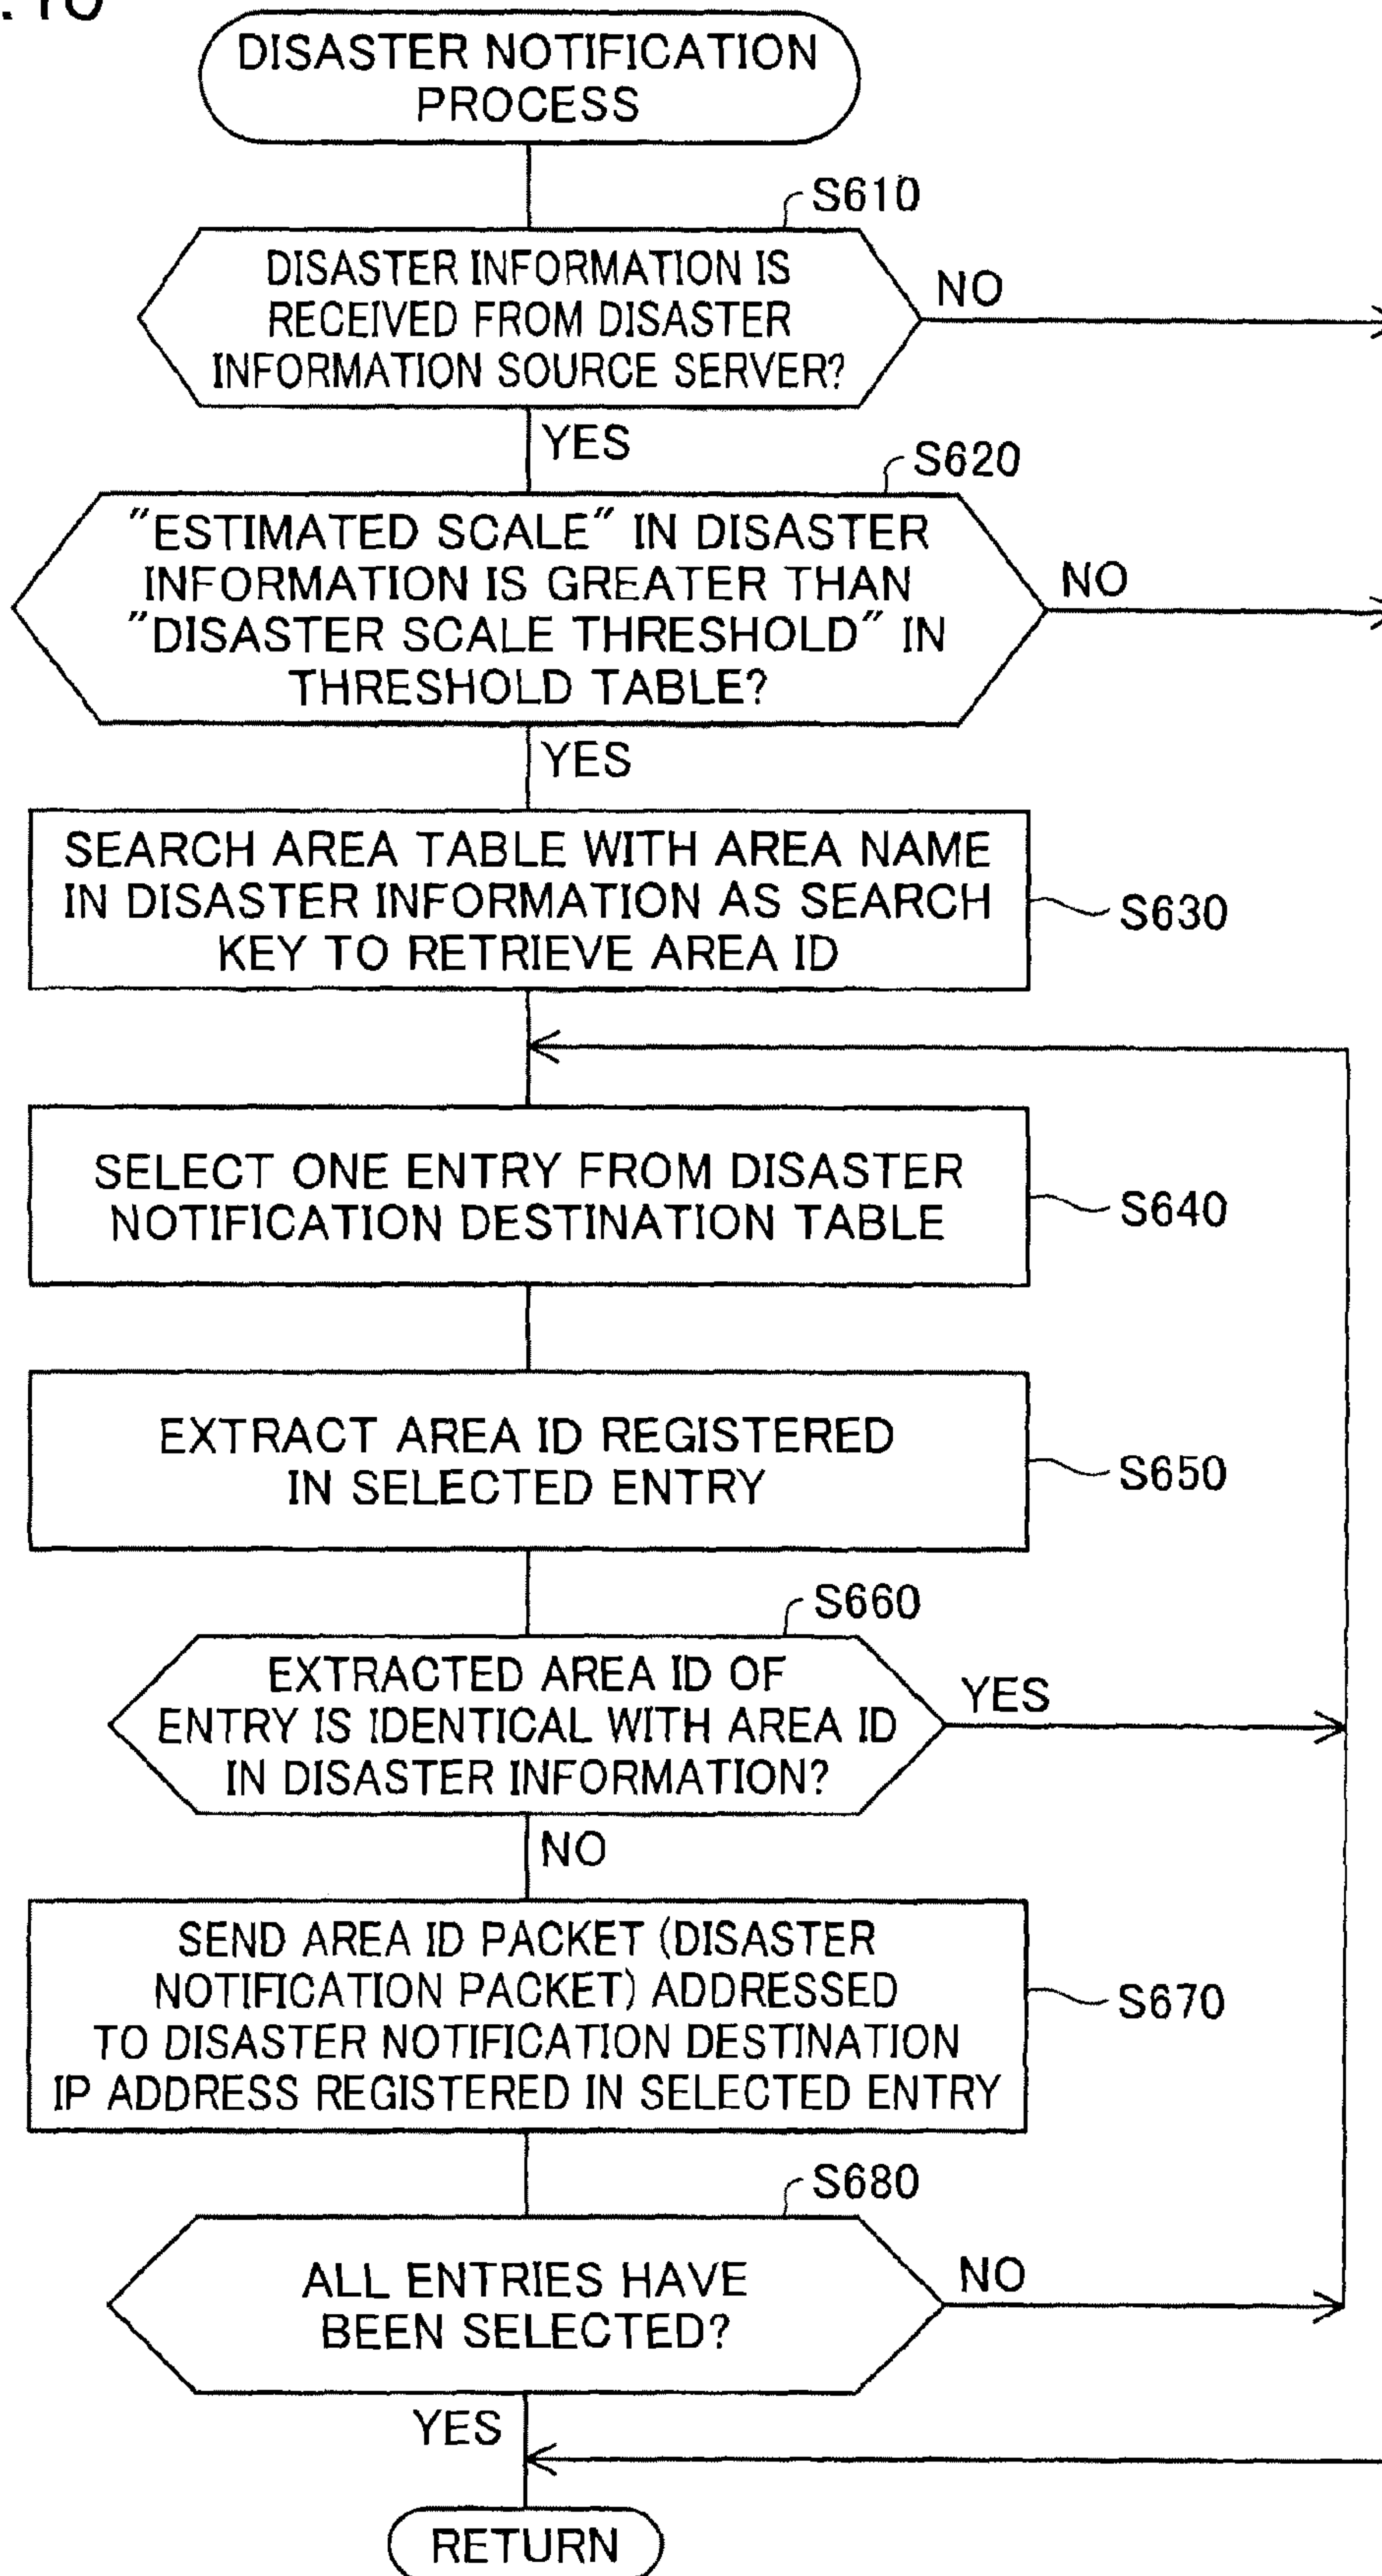 DISASTER NOTIFICATION
PROCESS
S610
DISASTER INFORMATION IS
RECEIVED FROM DISASTER
INFORMATION SOURCE SERVER?
NO
YES
S620
"ESTIMATED SCALE" IN DISASTER
INFORMATION IS GREATER THAN
"DISASTER SCALE THRESHOLD" IN
THRESHOLD TABLE?
NO
YES
SEARCH AREA TABLE WITH AREA NAME
IN DISASTER INFORMATION AS SEARCH
KEY TO RETRIEVE AREA ID
S630
SELECT ONE ENTRY FROM DISASTER
NOTIFICATION DESTINATION TABLE
S640
EXTRACT AREA ID REGISTERED
IN SELECTED ENTRY
S650
S660
EXTRACTED AREA ID OF
ENTRY IS IDENTICAL WITH AREA ID
IN DISASTER INFORMATION?
YES
NO
SEND AREA ID PACKET (DISASTER
NOTIFICATION PACKET) ADDRESSED
TO DISASTER NOTIFICATION DESTINATION
IP ADDRESS REGISTERED IN SELECTED ENTRY
S670
S680
ALL ENTRIES HAVE
BEEN SELECTED?
NO
YES
RETURN